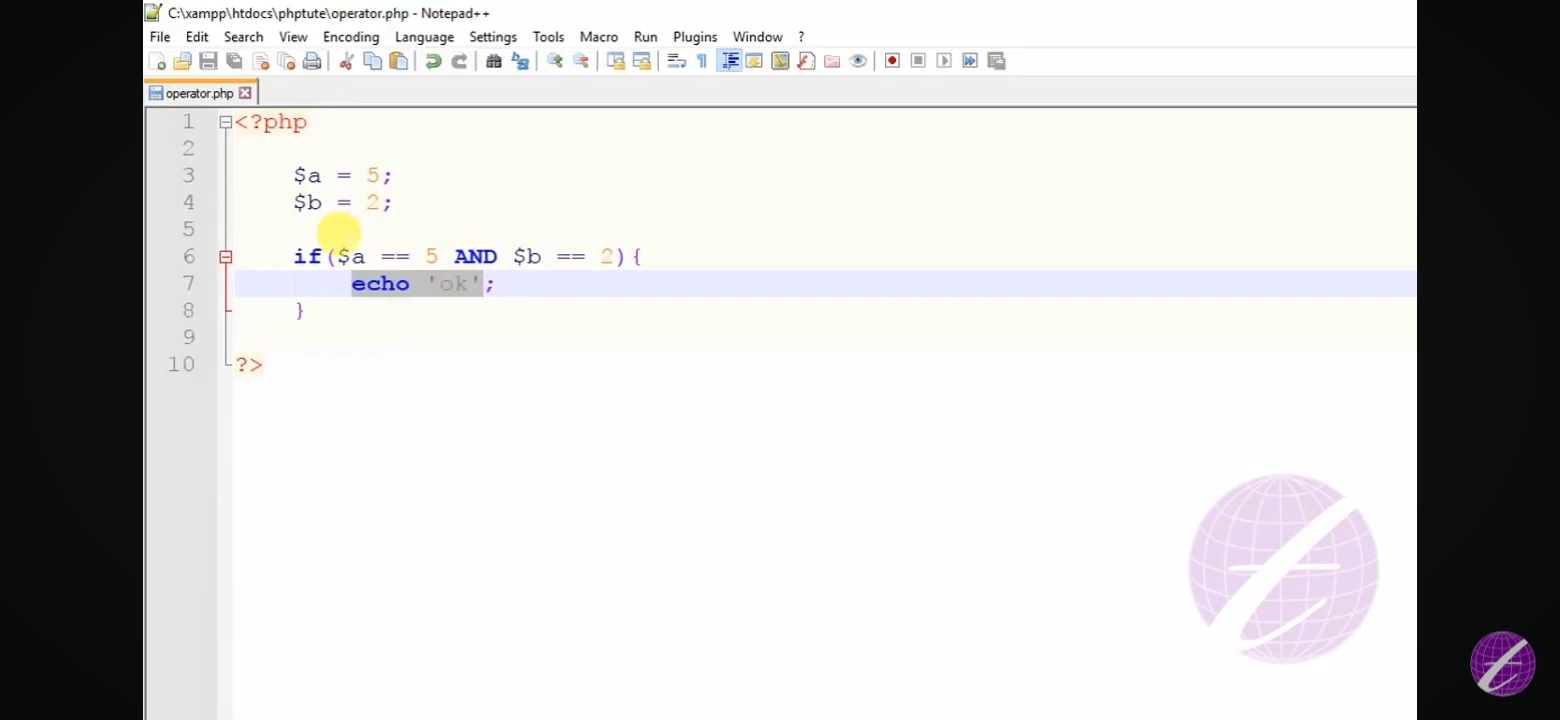 C:\xampp\htdocs\phptute\operator.php - Notepad++
File Edit Search View Encoding Language Settings Tools Macro Run Plugins Window ?
operator.php
1 <?php
2
3 $a = 5;
4 $b = 2;
5
6 if($a == 5 AND $b == 2){
7 echo 'ok';
8 }
9
10 ?>